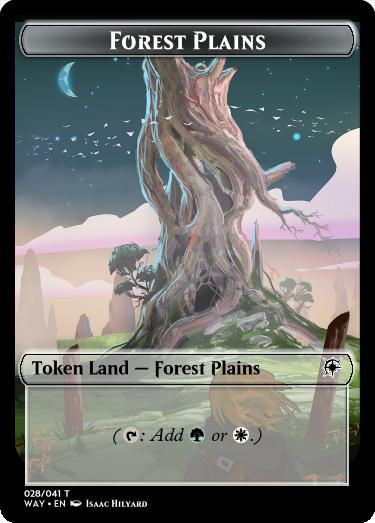 Forest Plains
Token Land — Forest Plains
( : Add or .)
028/041 T
WAY • EN Isaac Hilyard